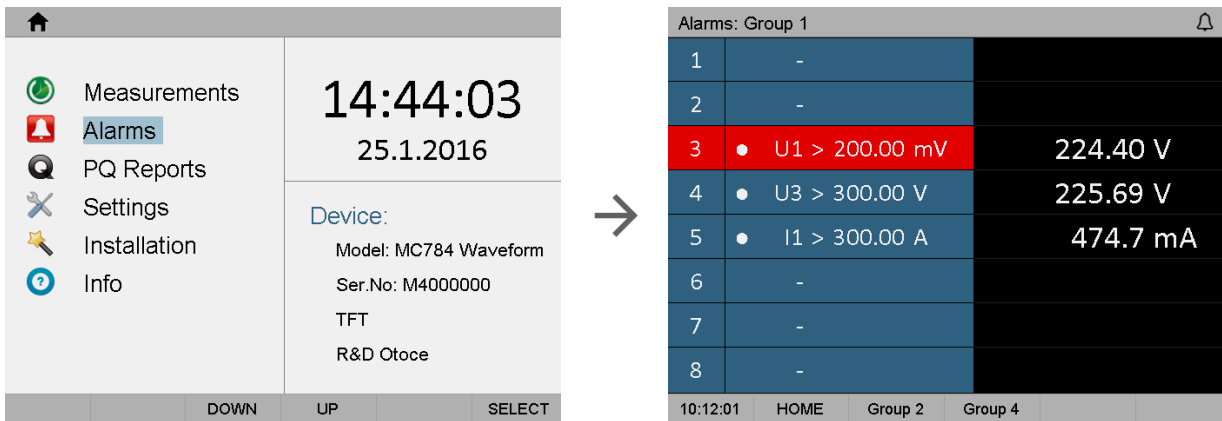 Measurements
Alarms
PQ Reports
Settings
Installation
Info
14:44:03
25.1.2016
Device:
Model: MC784 Waveform
Ser.No: M4000000
TFT
R&D Otoce
DOWN UP SELECT
Alarms: Group 1
1 -
2 -
3 U1 > 200.00 mV 224.40 V
4 U3 > 300.00 V 225.69 V
5 I1 > 300.00 A 474.7 mA
6 -
7 -
8 -
10:12:01 HOME Group 2 Group 4